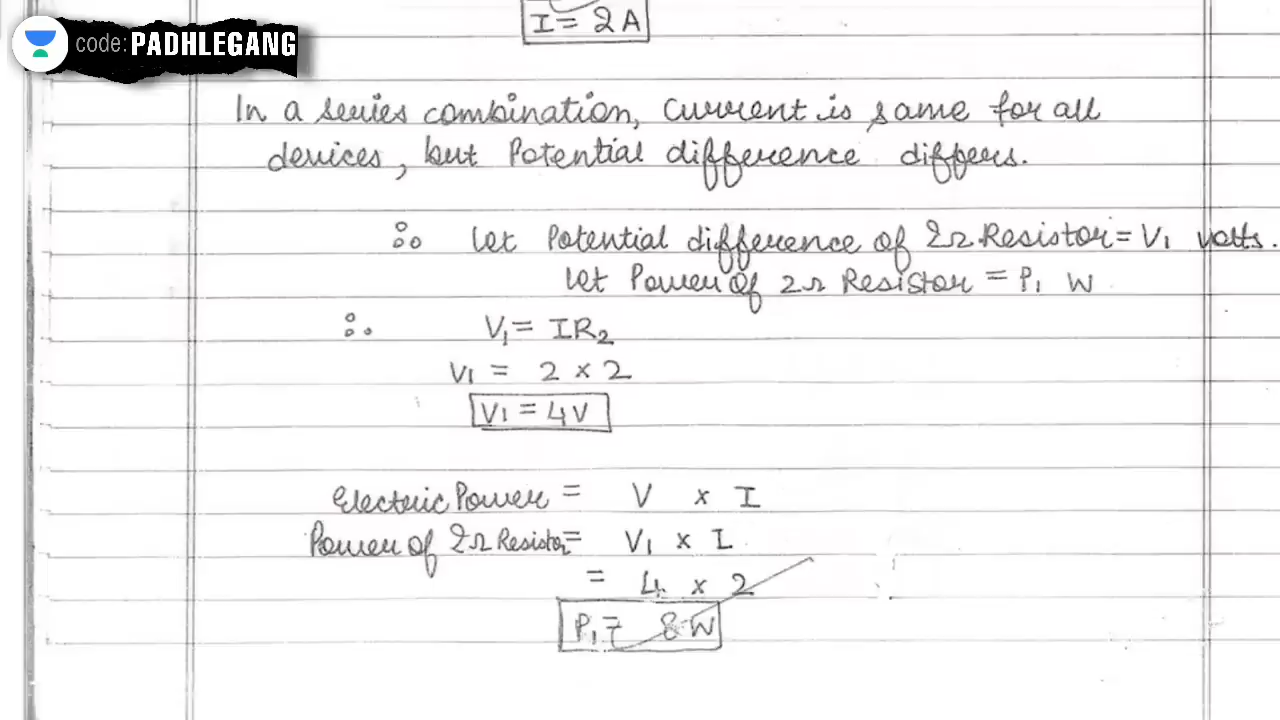 I = 2 A
code: PADHLEGANG
In a series combination, current is same for all
devices, but Potential difference differs.
∴ Let Potential difference of 2Ω Resistor = V₁ volts.
Let Power of 2Ω Resistor = P₁ W
∴ V₁ = IR₂
V₁ = 2 × 2
V₁ = 4V
Electric Power = V × I
Power of 2Ω Resistor = V₁ × I
= 4 × 2
P₁ = 8 W